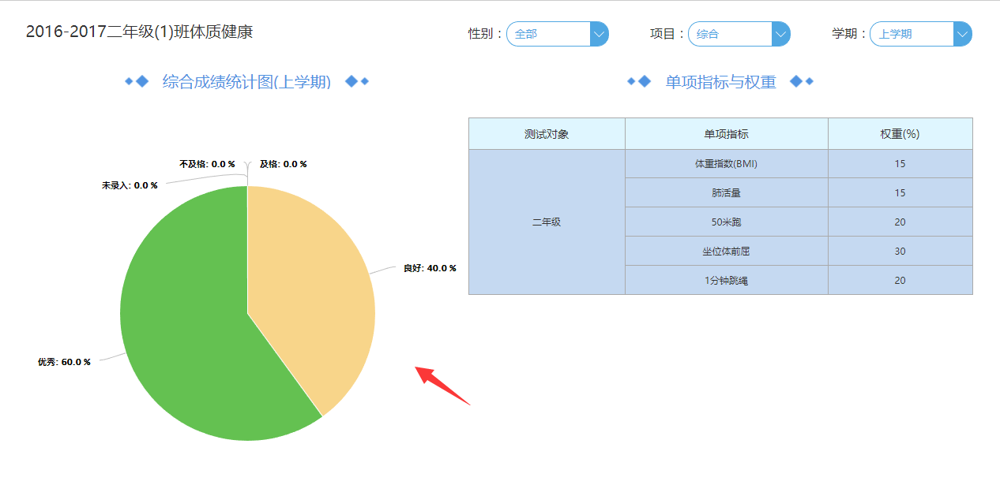 2016-2017二年级(1)班体质健康
性别： 全部 项目： 综合 学期： 上学期
综合成绩统计图(上学期)
不及格: 0.0 % 及格: 0.0 %
未录入: 0.0 %
良好: 40.0 %
优秀: 60.0 %
单项指标与权重
测试对象 单项指标 权重(%)
体重指数(BMI) 15
肺活量 15
二年级 50米跑 20
坐位体前屈 30
1分钟跳绳 20